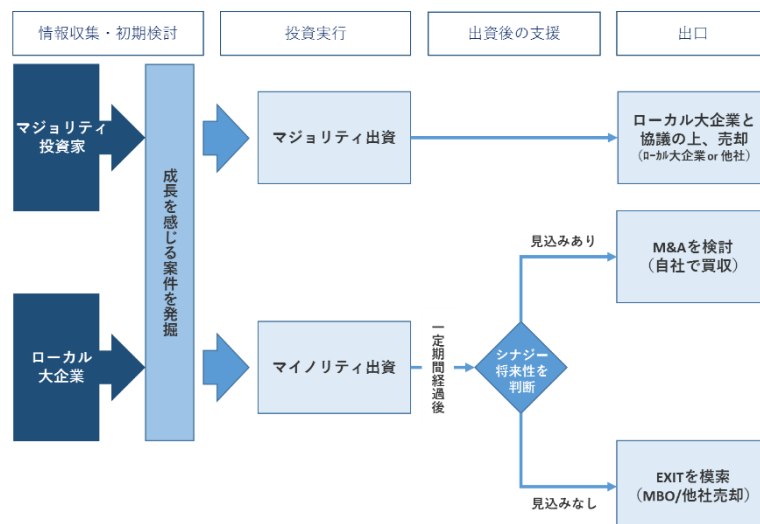 情報収集・初期検討
投資実行
出資後の支援
出口
マジョリティ
投資家
成長を感じる案件を発掘
マジョリティ出資
ローカル大企業と
協議の上、売却
（ﾛｰｶﾙ大企業 or 他社）
見込みあり
M&Aを検討
（自社で買収）
ローカル
大企業
マイノリティ出資
一定期間経過後
シナジー
将来性を
判断
見込みなし
EXITを模索
（MBO/他社売却）